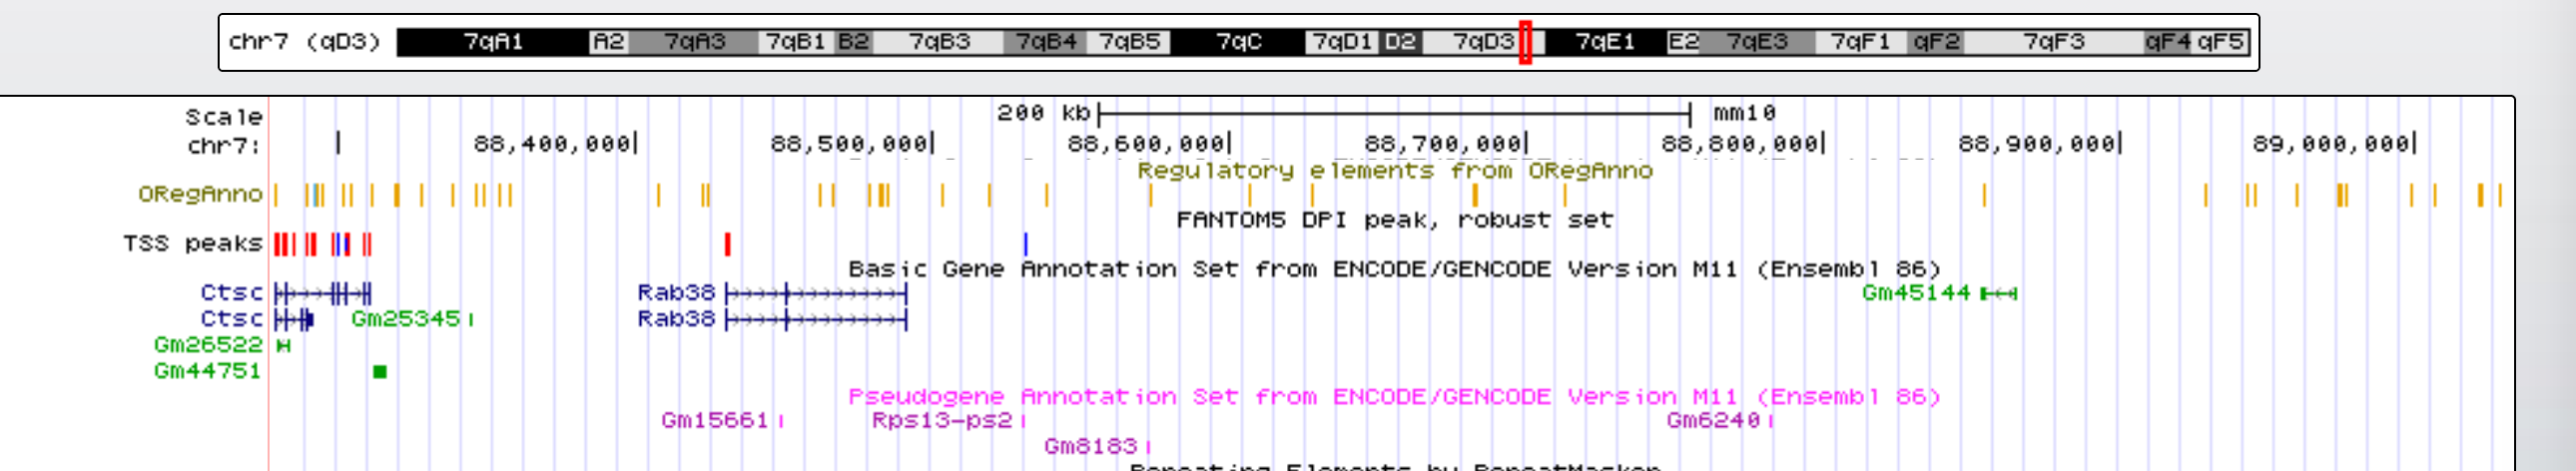 chr7 (qD3) 7qA1 A2 7qA3 7qB1 B2 7qB3 7qB4 7qB5 7qC 7qD1 D2 7qD3 7qE1 E2 7qE3 7qF1 qF2 7qF3 qF4 qF5
Scale 200 kb mm10
chr7: 88,400,000 88,500,000 88,600,000 88,700,000 88,800,000 88,900,000 89,000,000
Regulatory elements from ORegAnno
ORegAnno
FANTOM5 DPI peak, robust set
TSS peaks
Basic Gene Annotation Set from ENCODE/GENCODE Version M11 (Ensembl 86)
Ctsc Rab38 Gm45144
Ctsc Gm25345 Rab38
Gm26522
Gm44751
Pseudogene Annotation Set from ENCODE/GENCODE Version M11 (Ensembl 86)
Gm15661 Rps13-ps2 Gm6240
Gm8183
Repeating Elements by RepeatMasker